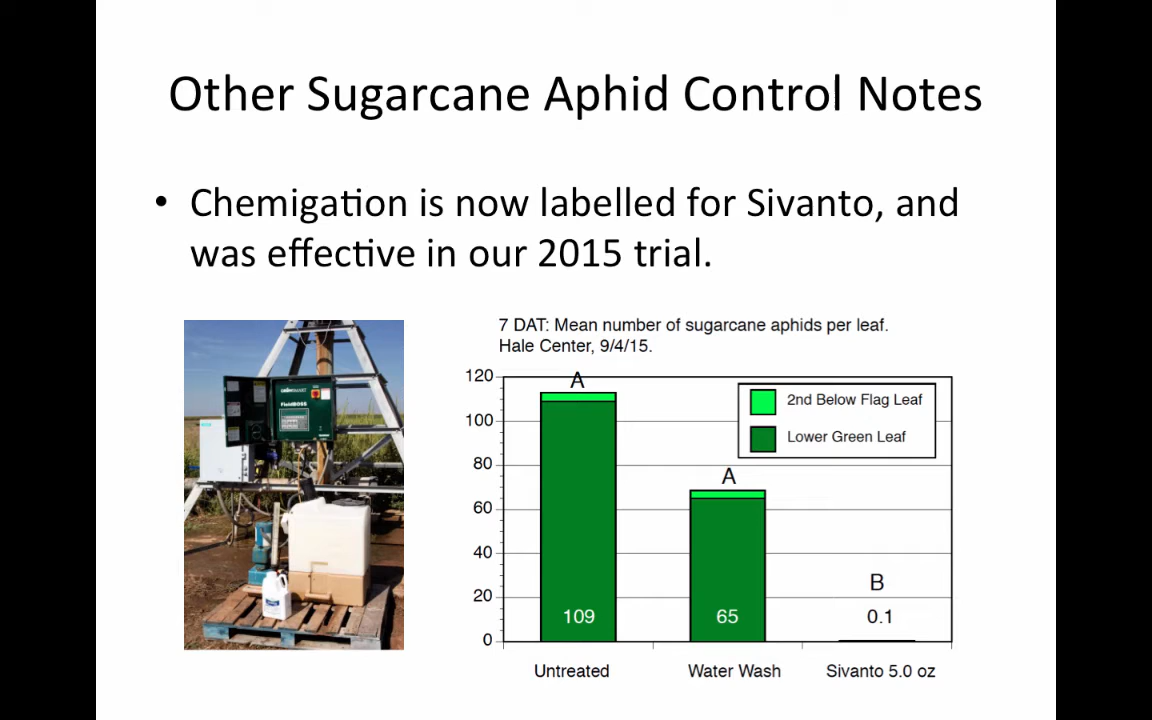 Other Sugarcane Aphid Control Notes
• Chemigation is now labelled for Sivanto, and
was effective in our 2015 trial.
7 DAT: Mean number of sugarcane aphids per leaf.
Hale Center, 9/4/15.
120
100
80
60
40
20
0
A
A
B
109
65
0.1
2nd Below Flag Leaf
Lower Green Leaf
Untreated
Water Wash
Sivanto 5.0 oz
FieldBOSS